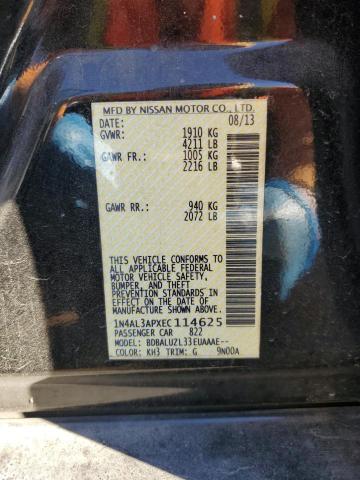 MFD BY NISSAN MOTOR CO., LTD.
DATE: 08/13
GVWR: 1910 KG
4211 LB
GAWR FR.: 1005 KG
2216 LB
GAWR RR.: 940 KG
2072 LB
THIS VEHICLE CONFORMS TO
ALL APPLICABLE FEDERAL
MOTOR VEHICLE SAFETY,
BUMPER, AND THEFT
PREVENTION STANDARDS IN
EFFECT ON THE DATE OF
MANUFACTURE SHOWN ABOVE.
1N4AL3APXEC114625
PASSENGER CAR 822
MODEL: BDBALUZL33EUAAAE--
COLOR: KH3 TRIM: G 9N00A